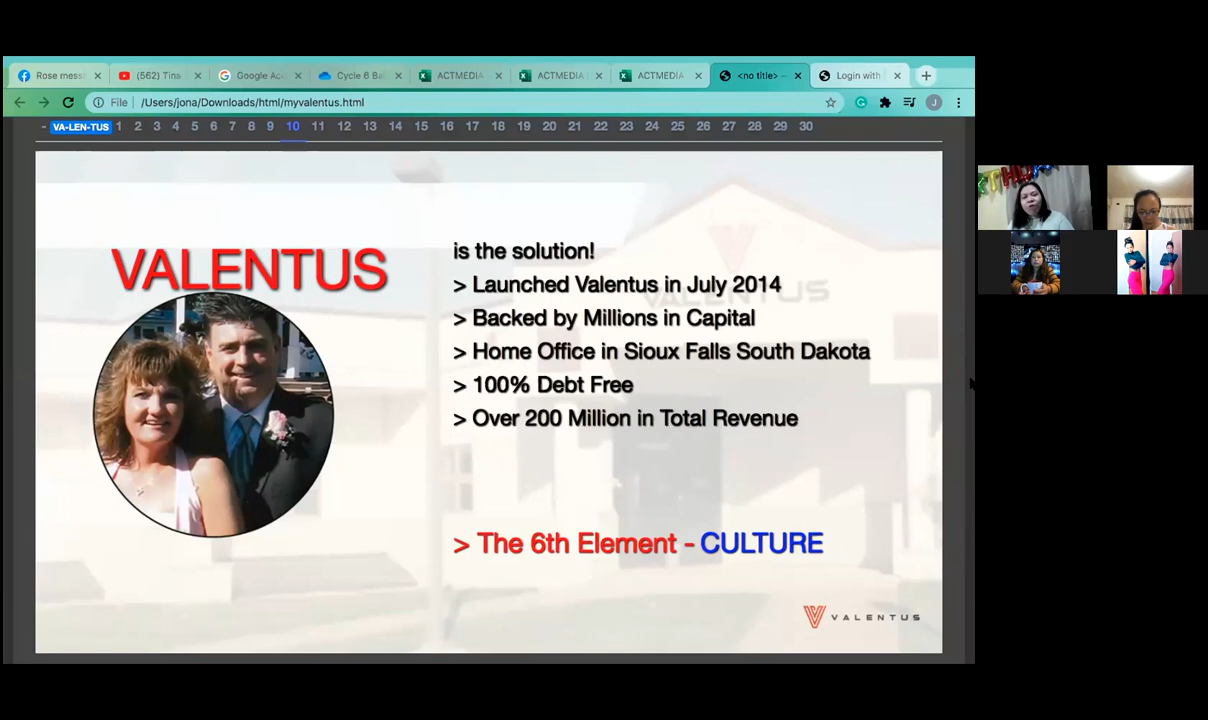 Rose mess
(562) Tina
Google Ac
Cycle 6 Ba
ACTMEDIA
ACTMEDIA
ACTMEDIA
<no title> –
Login with
File
/Users/jona/Downloads/html/myvalentus.html
J
- VA-LEN-TUS 1 2 3 4 5 6 7 8 9 10 11 12 13 14 15 16 17 18 19 20 21 22 23 24 25 26 27 28 29 30
VALENTUS
is the solution!
> Launched Valentus in July 2014
> Backed by Millions in Capital
> Home Office in Sioux Falls South Dakota
> 100% Debt Free
> Over 200 Million in Total Revenue
> The 6th Element - CULTURE
VALENTUS